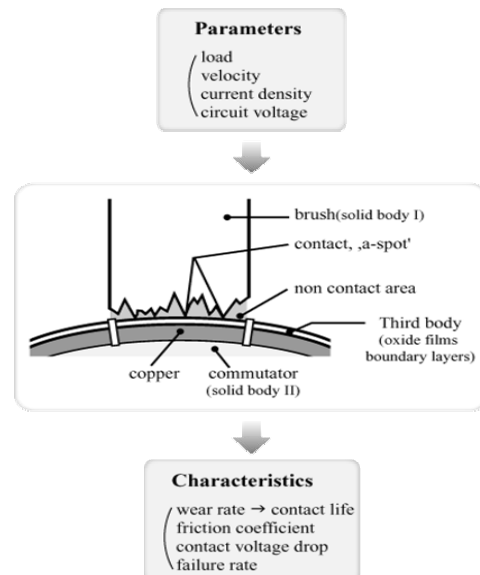 Parameters
load
velocity
current density
circuit voltage
brush(solid body I)
contact, ,a-spot'
non contact area
Third body
(oxide films
boundary layers)
copper
commutator
(solid body II)
Characteristics
wear rate → contact life
friction coefficient
contact voltage drop
failure rate